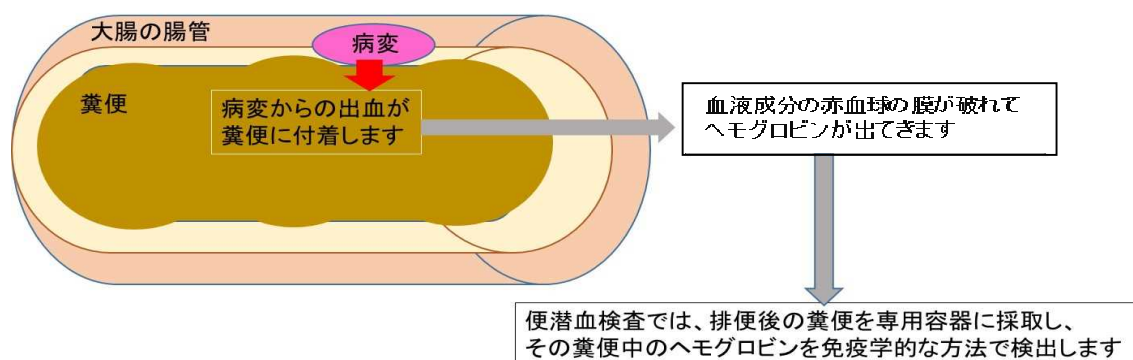 大腸の腸管
病変
糞便
病変からの出血が
糞便に付着します
血液成分の赤血球の膜が破れて
ヘモグロビンが出てきます
便潜血検査では、排便後の糞便を専用容器に採取し、
その糞便中のヘモグロビンを免疫学的な方法で検出します